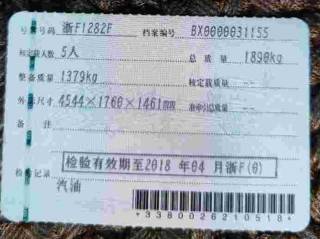 号牌号码 浙F1282F 档案编号 BX0000031155
核定载人数 5人 总质量 1890kg
整备质量 1379kg 核定载质量 --
外廓尺寸 4544×1760×1461mm 准牵引总质量 --
备注
检验有效期至2018年04月浙F(0)
检验记录
汽油
*3380026210518*